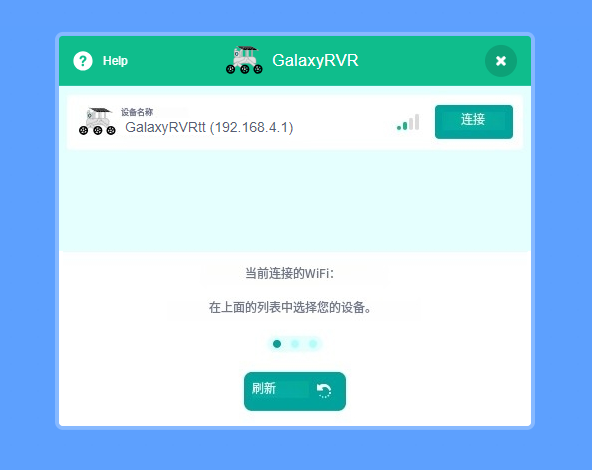 Help
GalaxyRVR
设备名称
GalaxyRVRtt (192.168.4.1)
连接
当前连接的WiFi：
在上面的列表中选择您的设备。
刷新